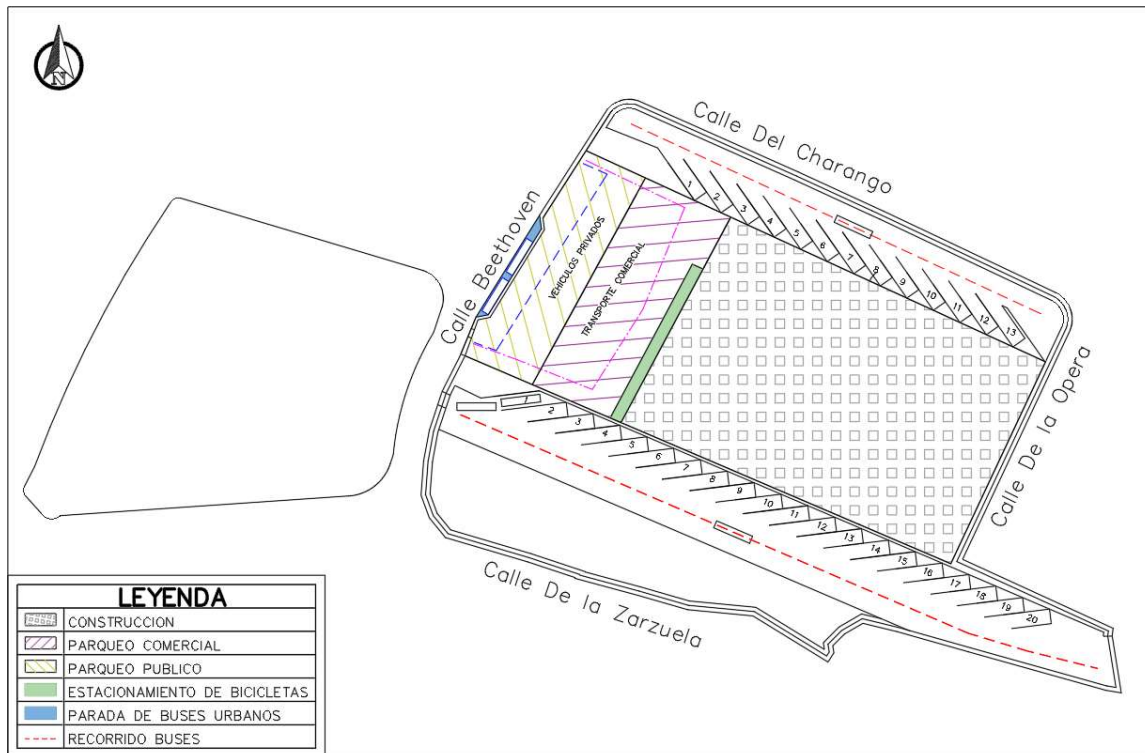 N
Calle Del Charango
Calle Beethoven
VEHICULOS PRIVADOS
TRANSPORTE COMERCIAL
Calle De la Opera
Calle De la Zarzuela
1
2
3
4
5
6
7
8
9
10
11
12
13
1
2
3
4
5
6
7
8
9
10
11
12
13
14
15
16
17
18
19
20
LEYENDA
CONSTRUCCION
PARQUEO COMERCIAL
PARQUEO PUBLICO
ESTACIONAMIENTO DE BICICLETAS
PARADA DE BUSES URBANOS
RECORRIDO BUSES